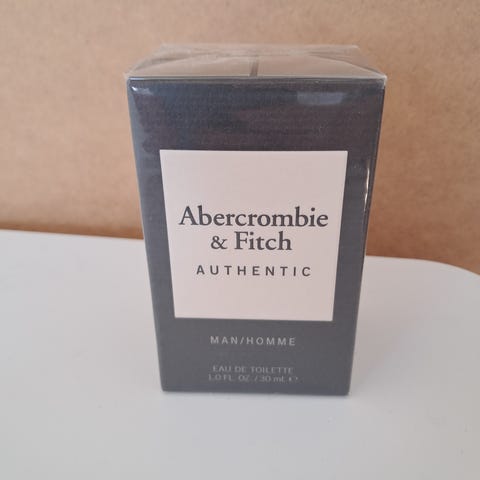 Abercrombie
& Fitch
AUTHENTIC
MAN/HOMME
EAU DE TOILETTE
1.0 FL. OZ. / 30 mL ℮